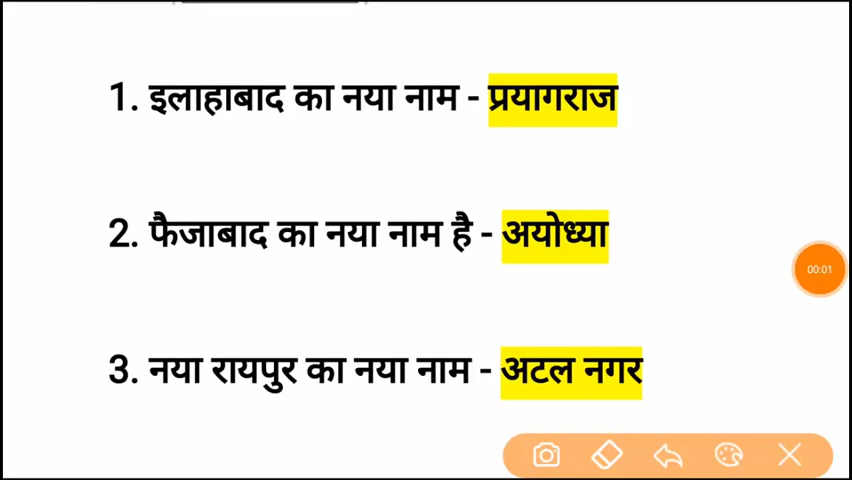 1. इलाहाबाद का नया नाम - प्रयागराज
2. फैजाबाद का नया नाम है - अयोध्या
00:01
3. नया रायपुर का नया नाम - अटल नगर